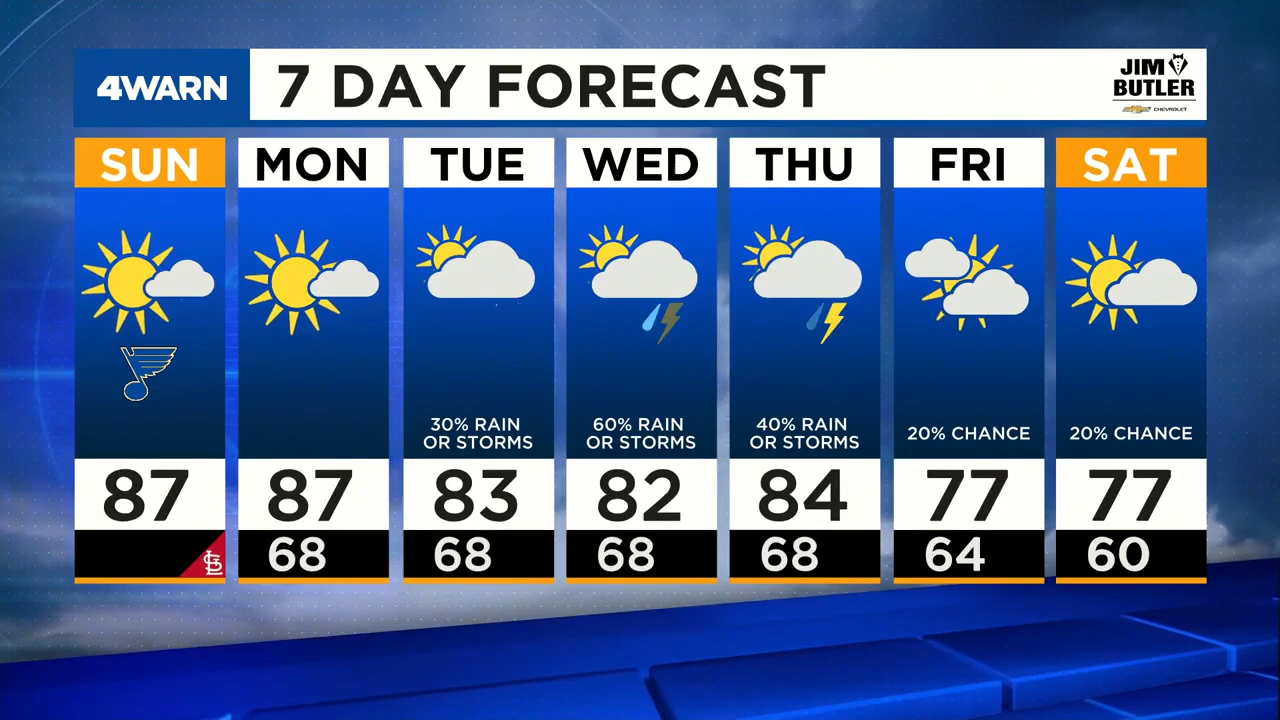 4WARN
7 DAY FORECAST
JIM
BUTLER
CHEVROLET
SUN
MON
TUE
WED
THU
FRI
SAT
30% RAIN
OR STORMS
60% RAIN
OR STORMS
40% RAIN
OR STORMS
20% CHANCE
20% CHANCE
87
87
83
82
84
77
77
STL
68
68
68
68
64
60